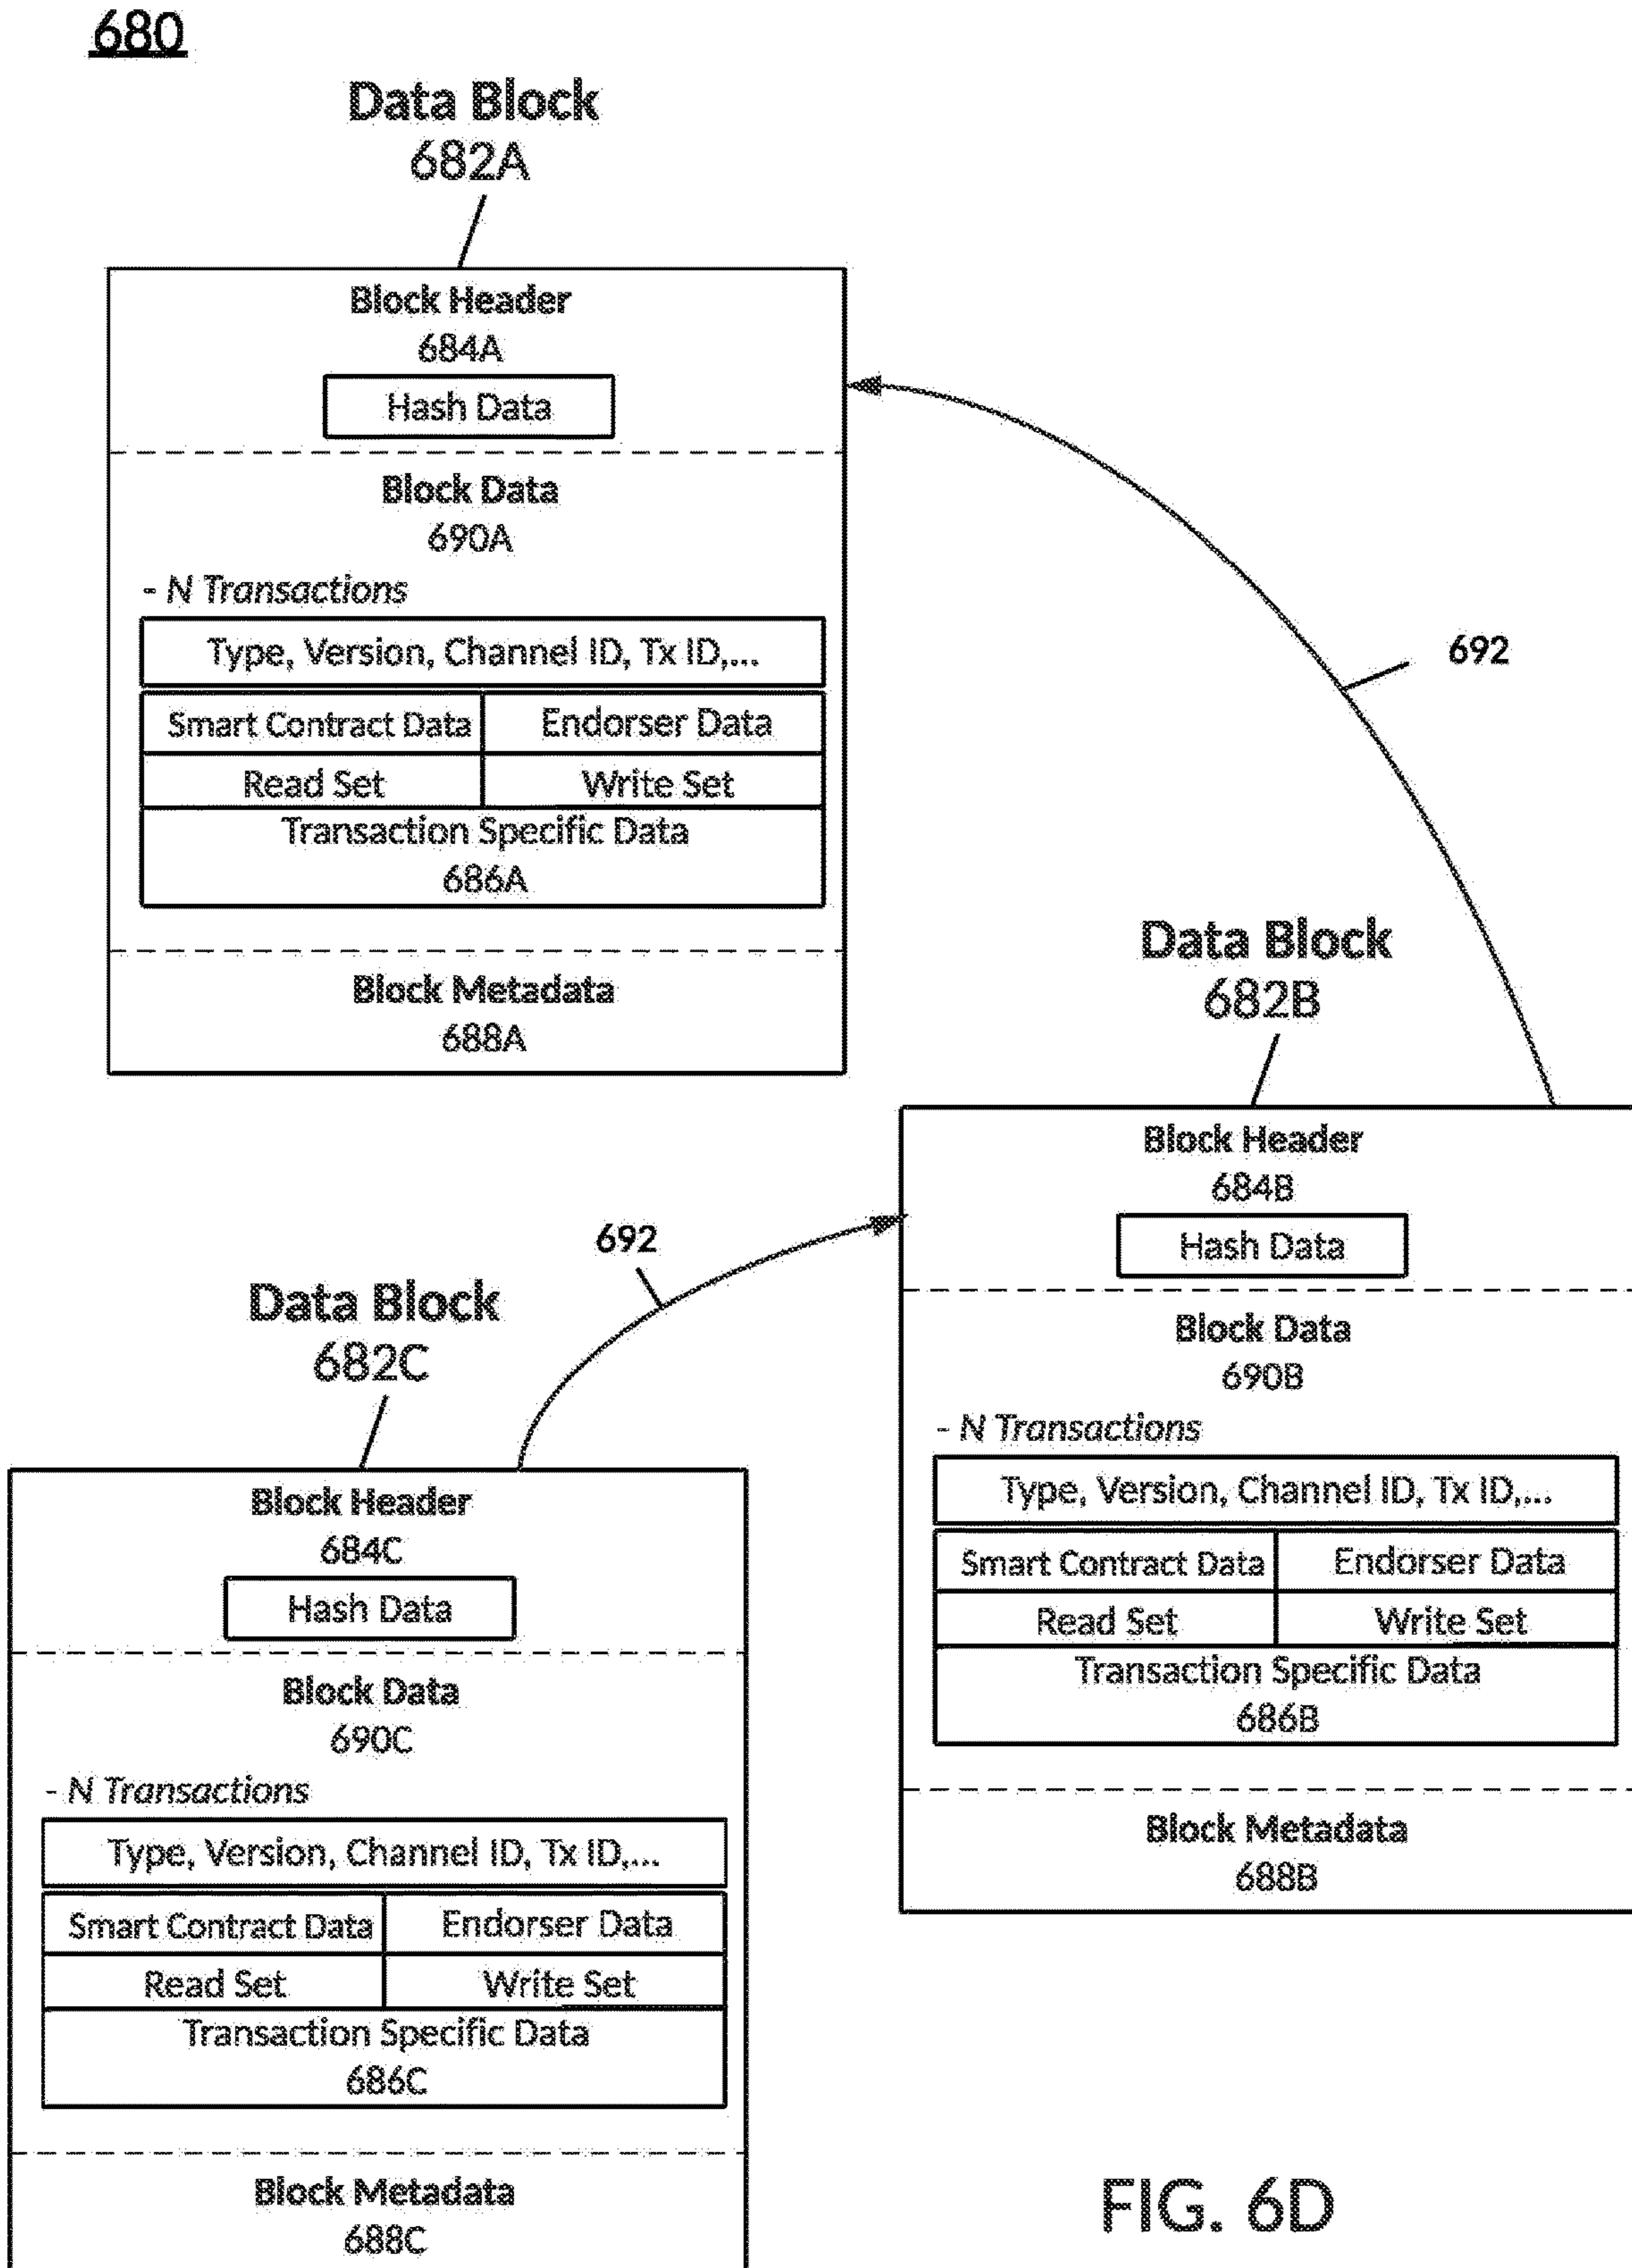 680
Data Block
682A
Block Header
684A
Hash Data
Block Data
690A
- N Transactions
Type, Version, Channel ID, Tx ID,...
Smart Contract Data Endorser Data
Read Set Write Set
Transaction Specific Data
686A
Block Metadata
688A
692
Data Block
682B
Block Header
684B
Hash Data
Block Data
690B
- N Transactions
Type, Version, Channel ID, Tx ID,...
Smart Contract Data Endorser Data
Read Set Write Set
Transaction Specific Data
686B
Block Metadata
688B
692
Data Block
682C
Block Header
684C
Hash Data
Block Data
690C
- N Transactions
Type, Version, Channel ID, Tx ID,...
Smart Contract Data Endorser Data
Read Set Write Set
Transaction Specific Data
686C
Block Metadata
688C
FIG. 6D